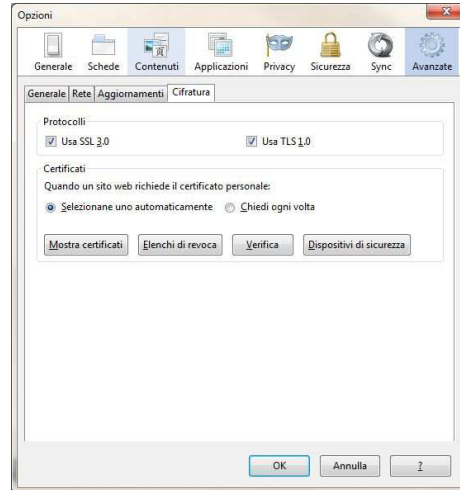 Opzioni
Generale Schede Contenuti Applicazioni Privacy Sicurezza Sync Avanzate
Generale Rete Aggiornamenti Cifratura
Protocolli
Usa SSL 3.0 Usa TLS 1.0
Certificati
Quando un sito web richiede il certificato personale:
Selezionane uno automaticamente Chiedi ogni volta
Mostra certificati Elenchi di revoca Verifica Dispositivi di sicurezza
OK Annulla ?